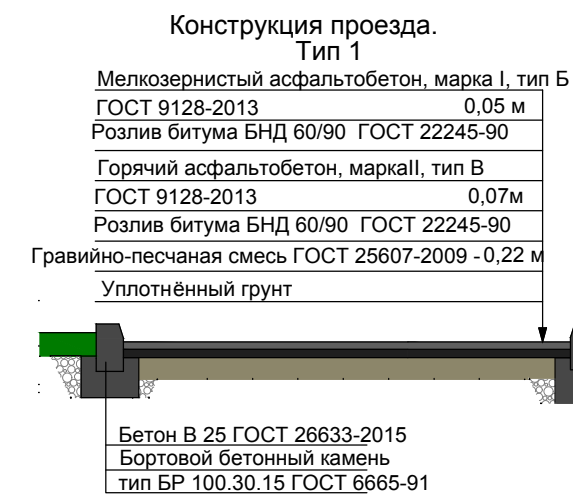 Конструкция проезда.
Тип 1
Мелкозернистый асфальтобетон, марка I, тип Б
ГОСТ 9128-2013 0,05 м
Розлив битума БНД 60/90 ГОСТ 22245-90
Горячий асфальтобетон, маркаII, тип В
ГОСТ 9128-2013 0,07м
Розлив битума БНД 60/90 ГОСТ 22245-90
Гравийно-песчаная смесь ГОСТ 25607-2009 - 0,22 м
Уплотнённый грунт
Бетон В 25 ГОСТ 26633-2015
Бортовой бетонный камень
тип БР 100.30.15 ГОСТ 6665-91